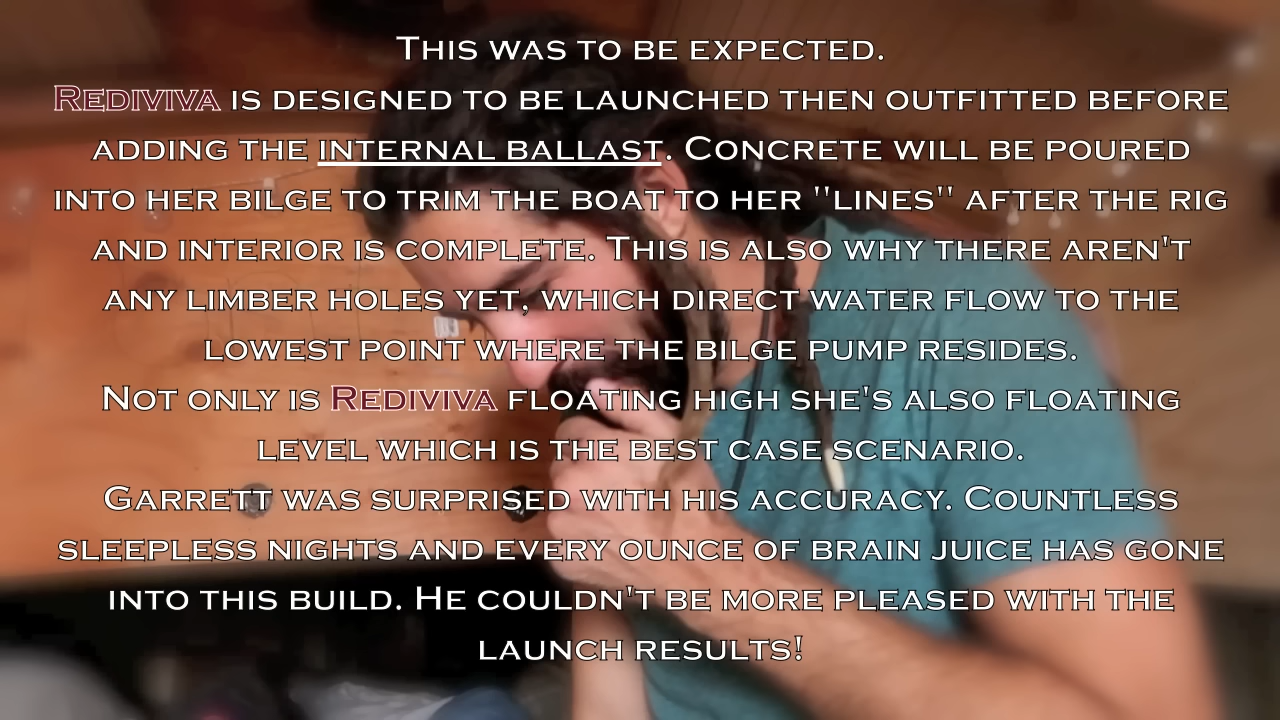 This was to be expected.
Rediviva is designed to be launched then outfitted before
adding the internal ballast. Concrete will be poured
into her bilge to trim the boat to her "lines" after the rig
and interior is complete. This is also why there aren't
any limber holes yet, which direct water flow to the
lowest point where the bilge pump resides.
Not only is Rediviva floating high she's also floating
level which is the best case scenario.
Garrett was surprised with his accuracy. Countless
sleepless nights and every ounce of brain juice has gone
into this build. He couldn't be more pleased with the
launch results!